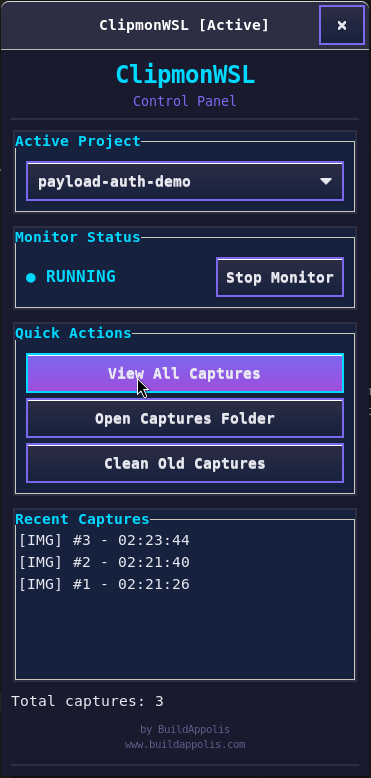 ClipmonWSL [Active]
×
ClipmonWSL
Control Panel
Active Project
payload-auth-demo
Monitor Status
● RUNNING
Stop Monitor
Quick Actions
View All Captures
Open Captures Folder
Clean Old Captures
Recent Captures
[IMG] #3 - 02:23:44
[IMG] #2 - 02:21:40
[IMG] #1 - 02:21:26
Total captures: 3
by BuildAppolis
www.buildappolis.com